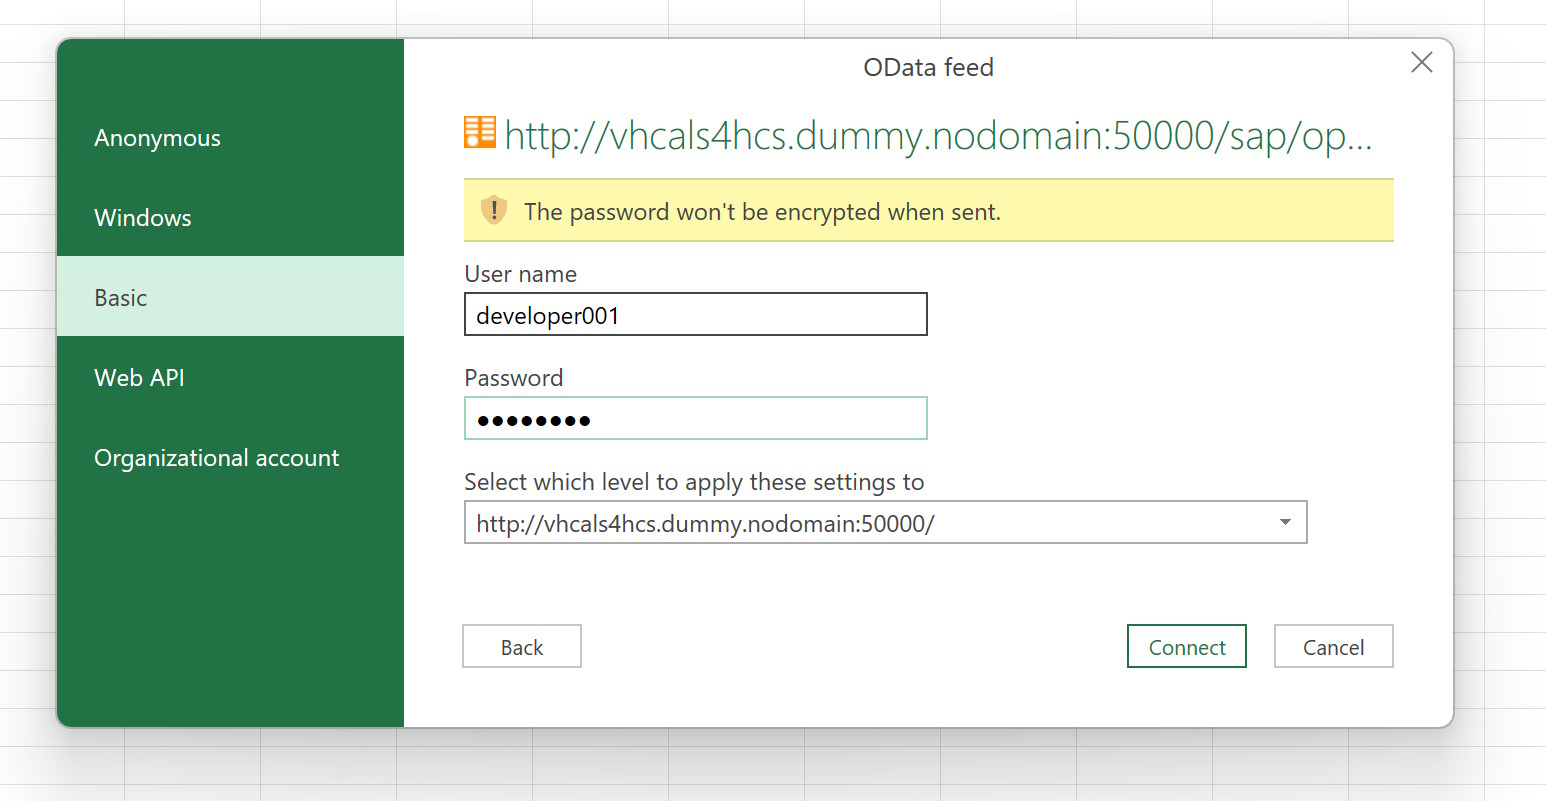 OData feed
Anonymous
Windows
Basic
Web API
Organizational account
http://vhcals4hcs.dummy.nodomain:50000/sap/op...
The password won't be encrypted when sent.
User name
developer001
Password
●●●●●●●●
Select which level to apply these settings to
http://vhcals4hcs.dummy.nodomain:50000/
Back
Connect
Cancel